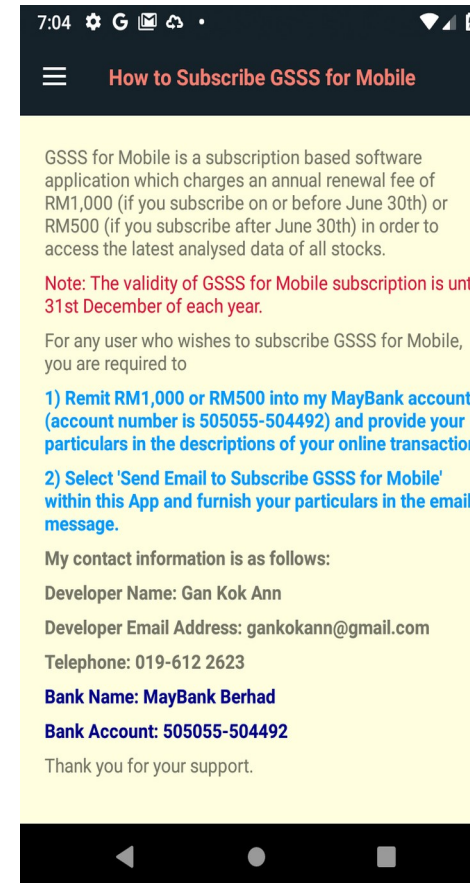 7:04 G
How to Subscribe GSSS for Mobile
GSSS for Mobile is a subscription based software
application which charges an annual renewal fee of
RM1,000 (if you subscribe on or before June 30th) or
RM500 (if you subscribe after June 30th) in order to
access the latest analysed data of all stocks.
Note: The validity of GSSS for Mobile subscription is unt
31st December of each year.
For any user who wishes to subscribe GSSS for Mobile,
you are required to
1) Remit RM1,000 or RM500 into my MayBank account
(account number is 505055-504492) and provide your
particulars in the descriptions of your online transaction
2) Select 'Send Email to Subscribe GSSS for Mobile'
within this App and furnish your particulars in the email
message.
My contact information is as follows:
Developer Name: Gan Kok Ann
Developer Email Address: gankokann@gmail.com
Telephone: 019-612 2623
Bank Name: MayBank Berhad
Bank Account: 505055-504492
Thank you for your support.